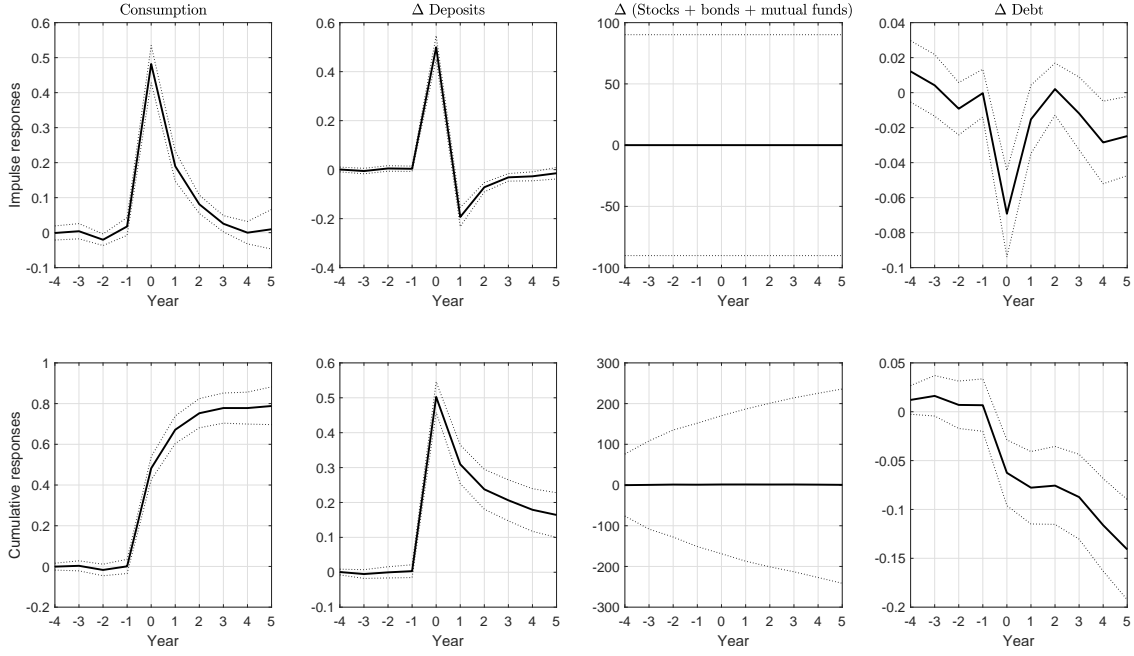 Consumption
Δ Deposits
Δ (Stocks + bonds + mutual funds)
Δ Debt
Impulse responses
0.6
0.5
0.4
0.3
0.2
0.1
0
-0.1
-4 -3 -2 -1 0 1 2 3 4 5
Year
0.6
0.4
0.2
0
-0.2
-0.4
-4 -3 -2 -1 0 1 2 3 4 5
Year
100
50
0
-50
-100
-4 -3 -2 -1 0 1 2 3 4 5
Year
0.04
0.02
0
-0.02
-0.04
-0.06
-0.08
-0.1
-4 -3 -2 -1 0 1 2 3 4 5
Year
Cumulative responses
1
0.8
0.6
0.4
0.2
0
-0.2
-4 -3 -2 -1 0 1 2 3 4 5
Year
0.6
0.5
0.4
0.3
0.2
0.1
0
-0.1
-4 -3 -2 -1 0 1 2 3 4 5
Year
300
200
100
0
-100
-200
-300
-4 -3 -2 -1 0 1 2 3 4 5
Year
0.05
0
-0.05
-0.1
-0.15
-0.2
-4 -3 -2 -1 0 1 2 3 4 5
Year